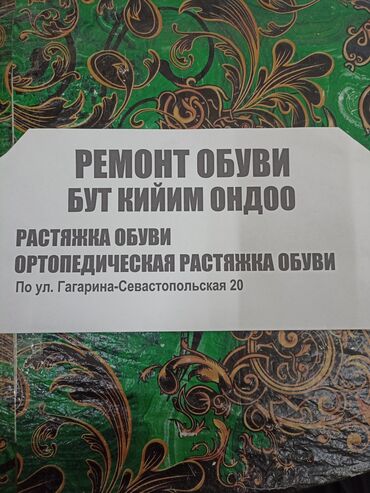 РЕМОНТ ОБУВИ
БУТ КИЙИМ ОНДОО
РАСТЯЖКА ОБУВИ
ОРТОПЕДИЧЕСКАЯ РАСТЯЖКА ОБУВИ
По ул. Гагарина-Севастопольская 20